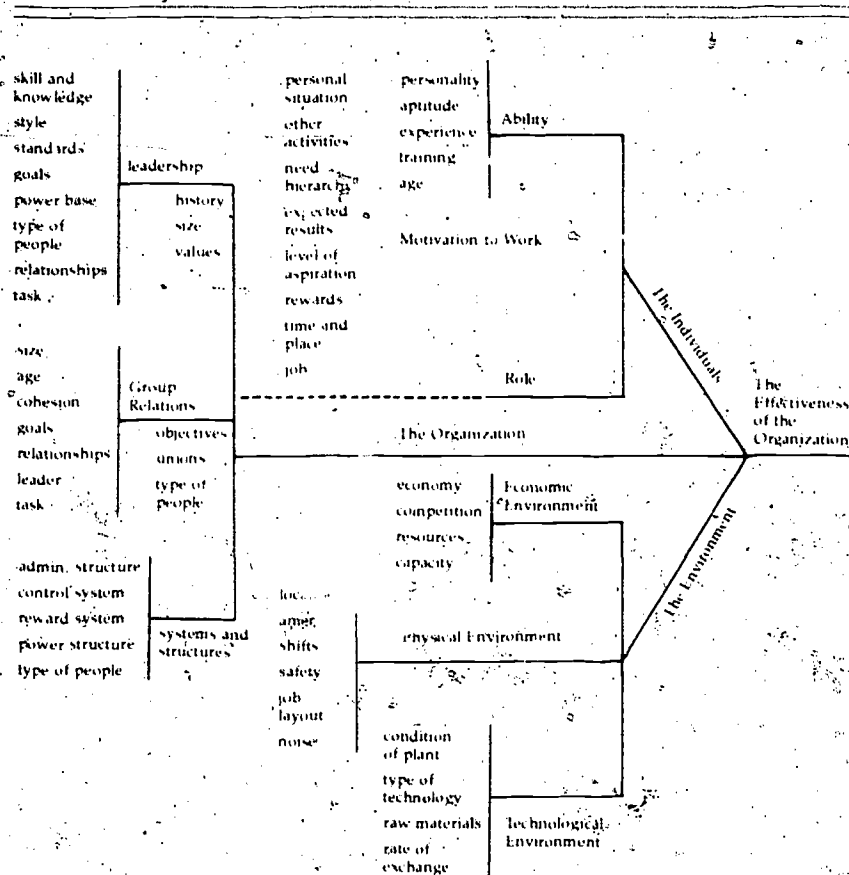 skill and
knowledge
style
standards
goals
power base
type of
people
relationships
task
leadership
history
size
values
personal
situation
other
activities
need
hierarchy
expected
results
level of
aspiration
rewards
time and
place
job
personality
aptitude
experience
training
age
Ability
Motivation to Work
Role
The Individuals
size
age
cohesion
goals
relationships
leader
task
Group
Relations
objectives
unions
type of
people
The Organization
The
Effectiveness
of the
Organization
admin. structure
control system
reward system
power structure
type of people
systems and
structures
economy
competition
resources
capacity
Economic
Environment
The Environment
shifts
safety
job
layout
noise
Physical Environment
condition
of plant
type of
technology
raw materials
rate of
exchange
Technological
Environment